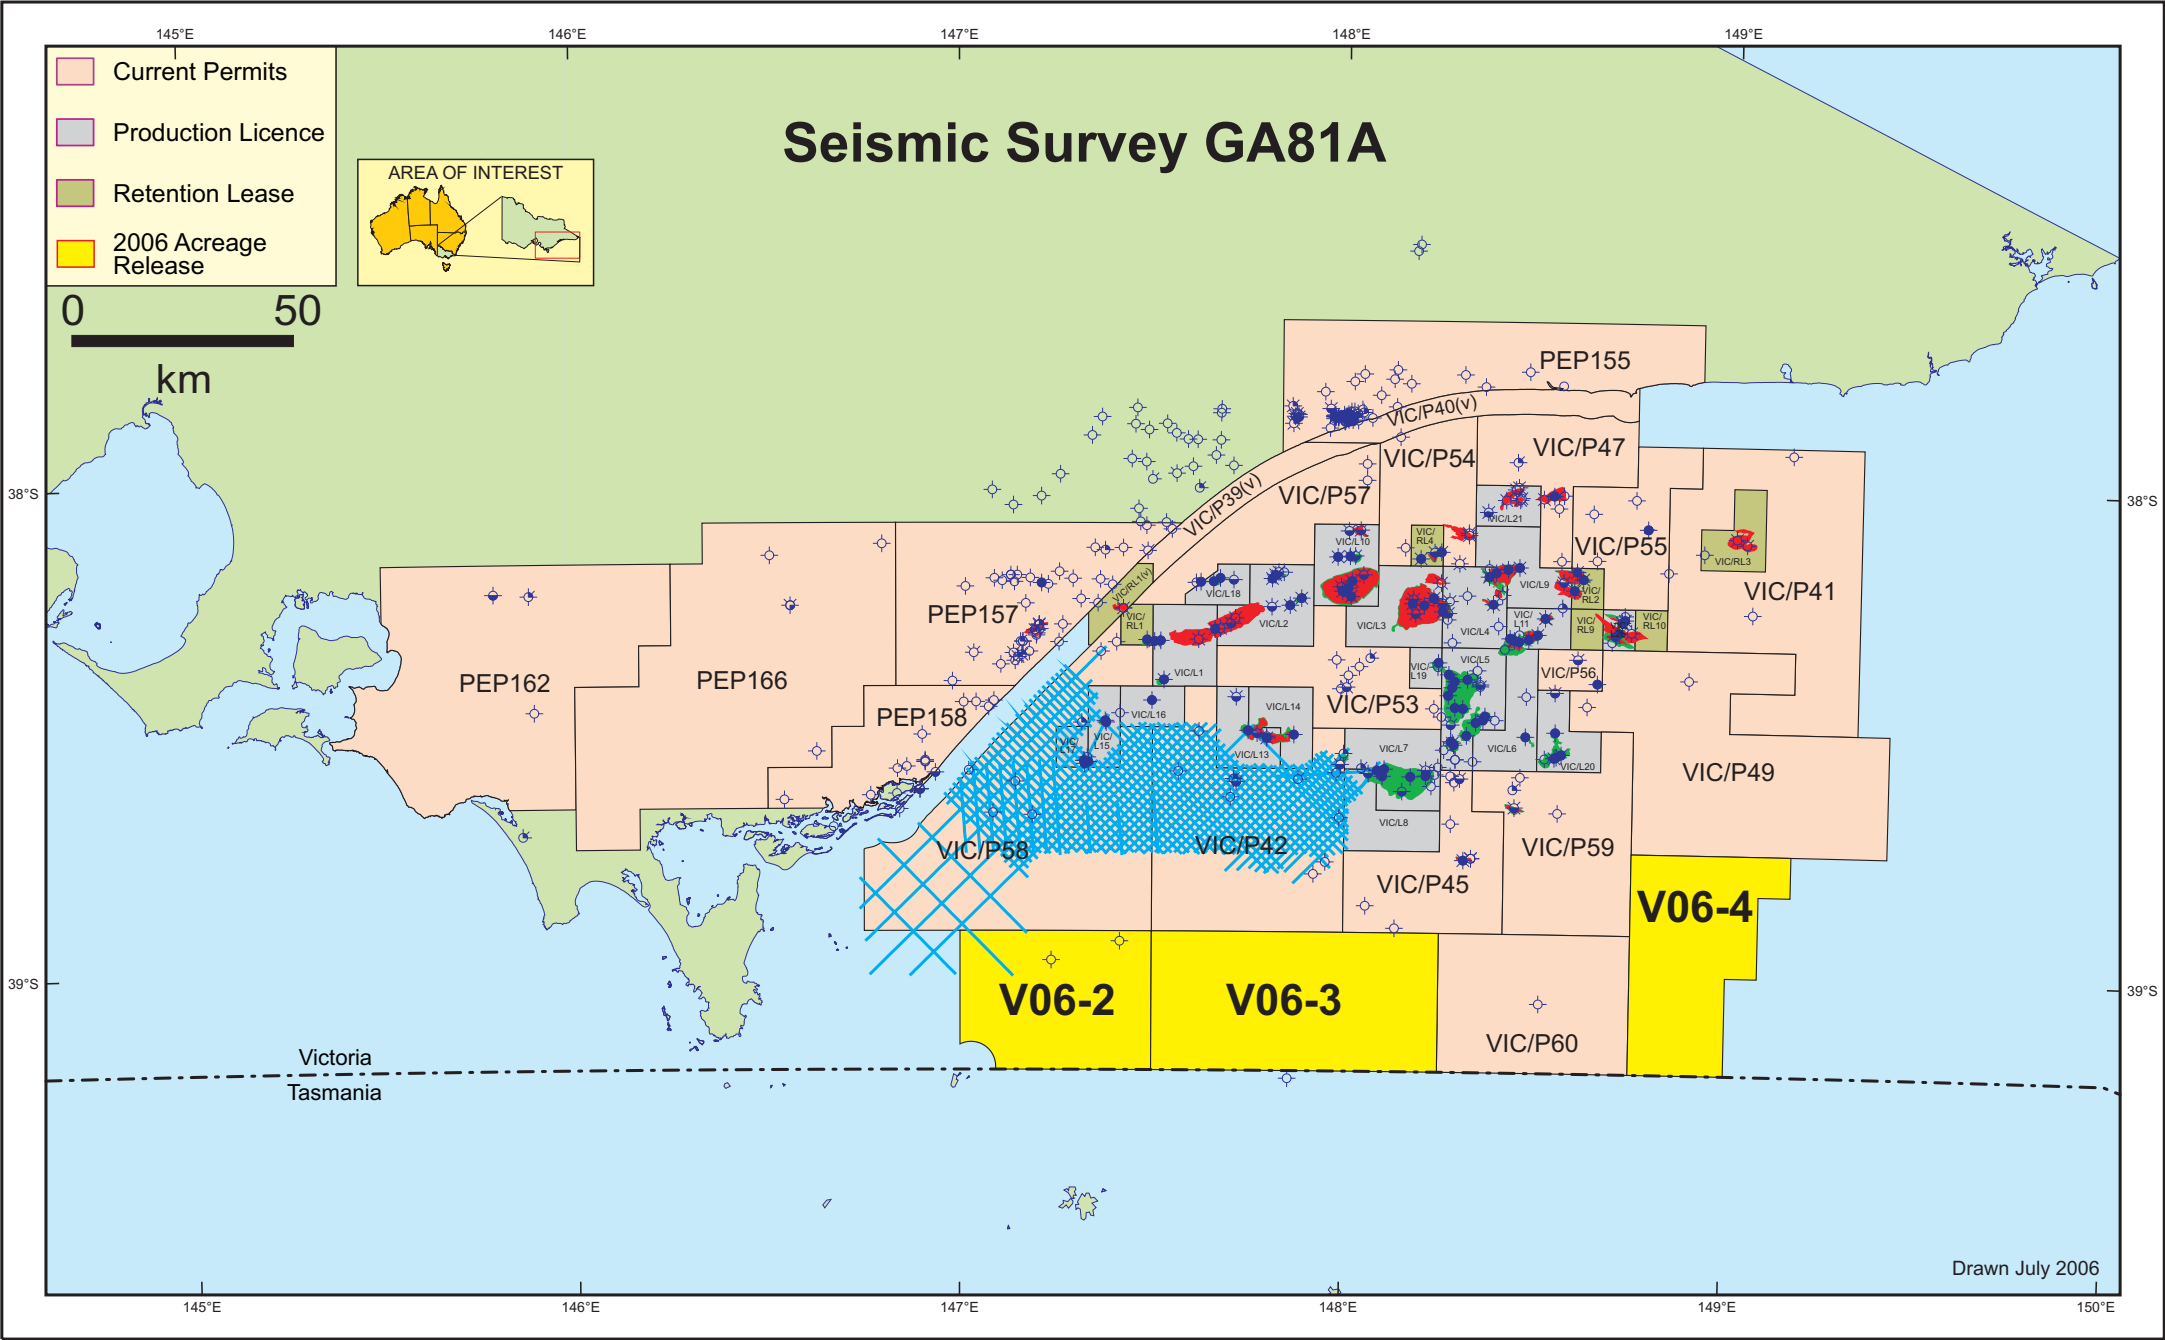 145°E
146°E
147°E
148°E
149°E
Current Permits
Production Licence
Retention Lease
2006 Acreage
Release
0 50
km
AREA OF INTEREST
Seismic Survey GA81A
38°S
38°S
39°S
39°S
PEP155
VIC/P40(v)
VIC/P39(v)
VIC/P54
VIC/P47
VIC/P57
VIC/L21
VIC/L10
VIC/
RL4
VIC/P55
VIC/RL3
VIC/P41
VIC/RL1(v)
VIC/L18
VIC/L9
VIC/
RL2
PEP157
VIC/
RL1
VIC/L2
VIC/L3
VIC/L4
VIC/
L11
VIC/
RL9
VIC/
RL10
PEP162
PEP166
VIC/L1
VIC/
L19
VIC/L5
VIC/P56
PEP158
VIC/L16
VIC/L14
VIC/P53
VIC/
L17
VIC/
L15
VIC/L13
VIC/L7
VIC/L6
VIC/L20
VIC/P49
VIC/L8
VIC/P58
VIC/P42
VIC/P59
VIC/P45
V06-4
V06-2
V06-3
VIC/P60
Victoria
Tasmania
Drawn July 2006
145°E
146°E
147°E
148°E
149°E
150°E